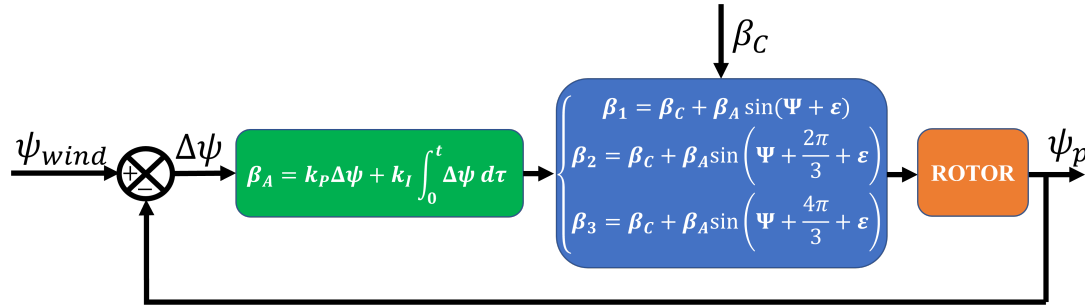 β_C
ψ_wind
+
−
Δψ
β_A = k_P Δψ + k_I ∫_0^t Δψ dτ
β_1 = β_C + β_A sin(Ψ + ε)
β_2 = β_C + β_A sin(Ψ + 2π/3 + ε)
β_3 = β_C + β_A sin(Ψ + 4π/3 + ε)
ROTOR
ψ_p